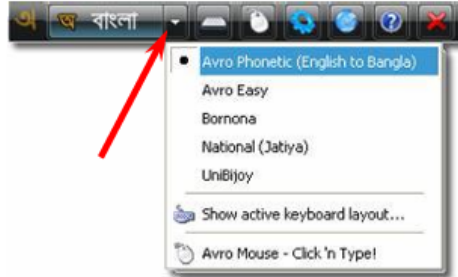 অ বাংলা
Avro Phonetic (English to Bangla)
Avro Easy
Bornona
National (Jatiya)
UniBijoy
Show active keyboard layout...
Avro Mouse - Click 'n Type!